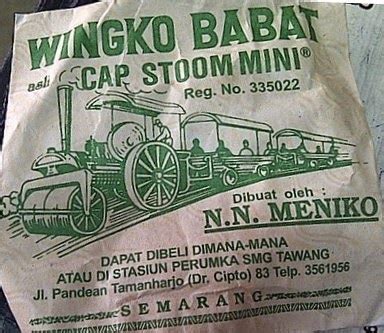 WINGKO BABAT
asli CAP STOOM MINI®
Reg. No. 335022
Dibuat oleh :
N.N. MENIKO
DAPAT DIBELI DIMANA-MANA
ATAU DI STASIUN PERUMKA SMG TAWANG
Jl. Pandean Tamanharjo (Dr. Cipto) 83 Telp. 3561956
SEMARANG